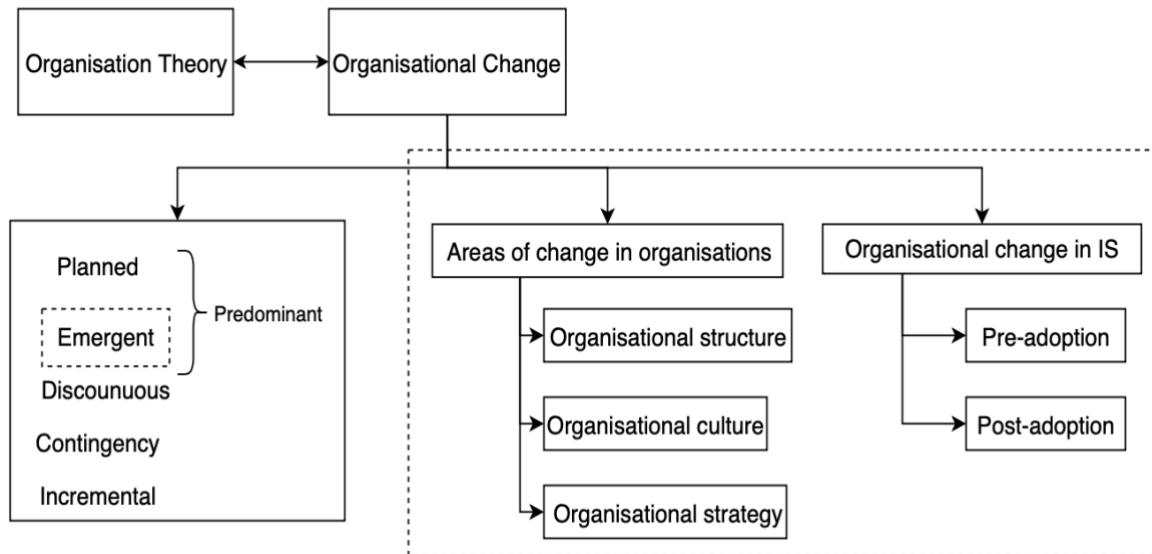 Organisation Theory
Organisational Change
Planned
Emergent
Predominant
Discounuous
Contingency
Incremental
Areas of change in organisations
Organisational structure
Organisational culture
Organisational strategy
Organisational change in IS
Pre-adoption
Post-adoption